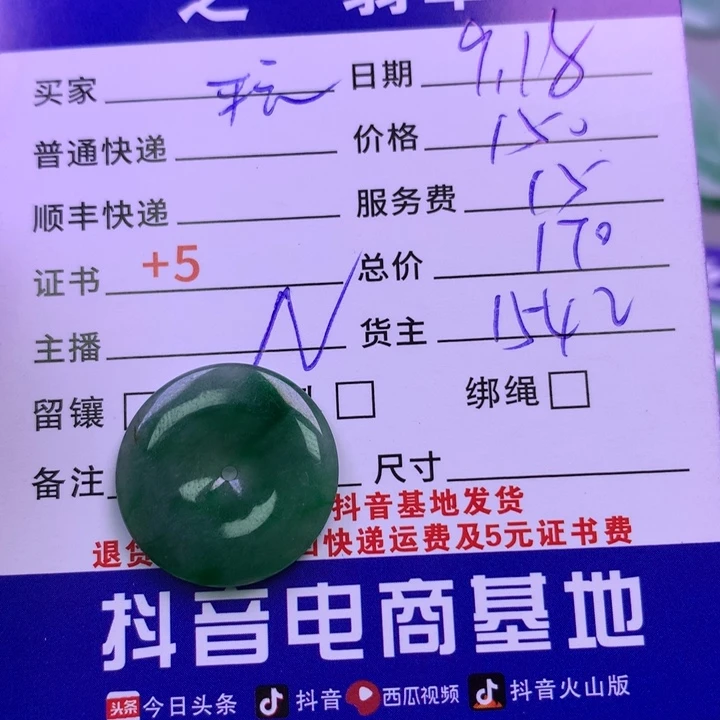 买家 日期 9.18
普通快递 价格 150
顺丰快递 服务费 15
证书 +5 总价 170
主播 N 货主 1542
留镶 绑绳
备注 尺寸
抖音基地发货
快递运费及5元证书费
抖音电商基地
头条 今日头条 抖音 西瓜视频 抖音火山版